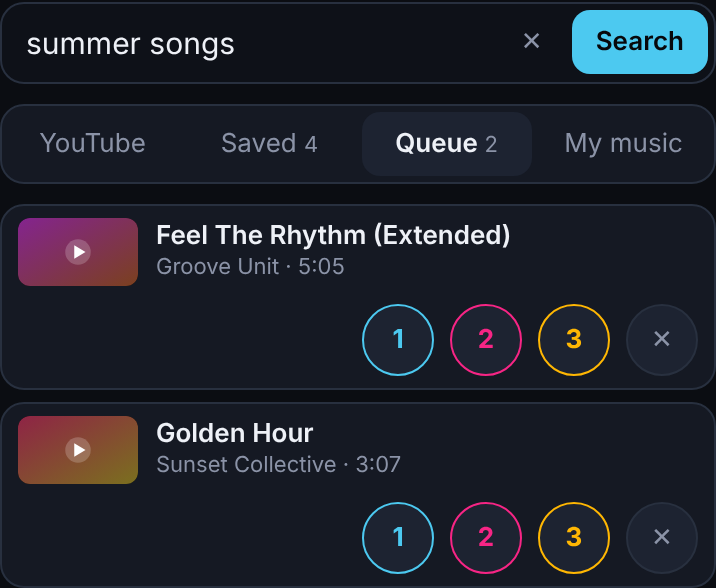 summer songs ✕ Search
YouTube Saved 4 Queue 2 My music
Feel The Rhythm (Extended)
Groove Unit · 5:05
1 2 3 ✕
Golden Hour
Sunset Collective · 3:07
1 2 3 ✕